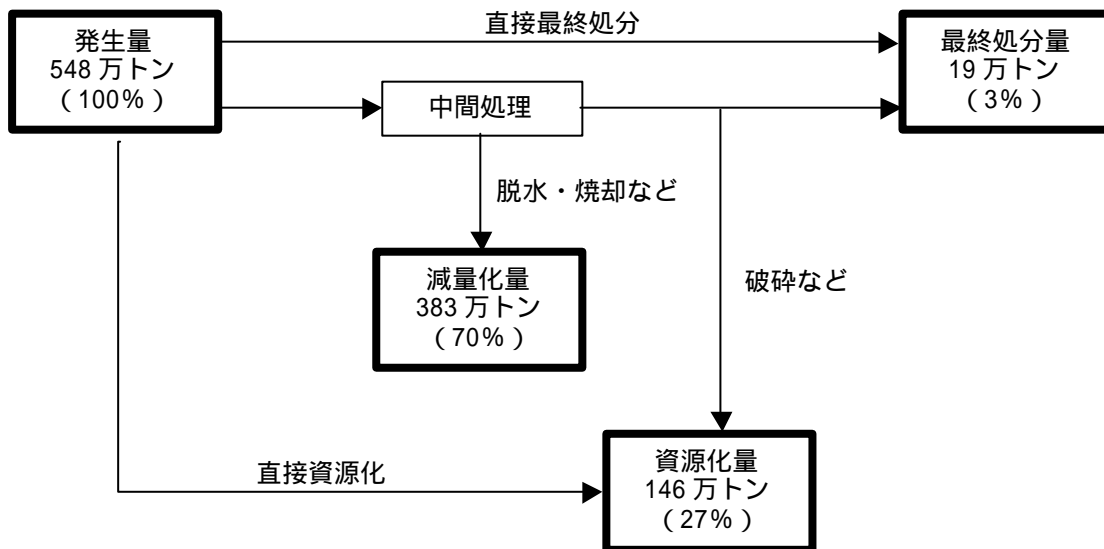 直接最終処分
発生量
548 万トン
（100％）
最終処分量
19 万トン
（3％）
中間処理
脱水・焼却など
減量化量
383 万トン
（70％）
破砕など
直接資源化
資源化量
146 万トン
（27％）